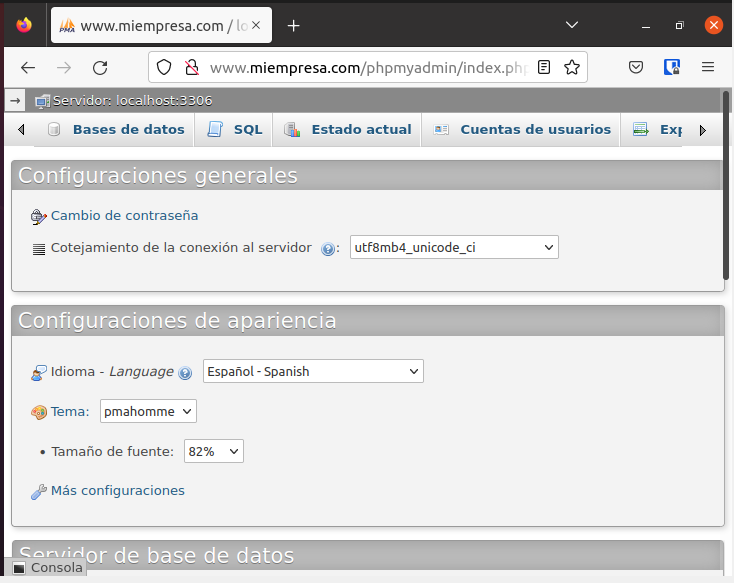 www.miempresa.com / lo
www.miempresa.com/phpmyadmin/index.php
Servidor: localhost:3306
Bases de datos SQL Estado actual Cuentas de usuarios Exp
Configuraciones generales
Cambio de contraseña
Cotejamiento de la conexión al servidor : utf8mb4_unicode_ci
Configuraciones de apariencia
Idioma - Language Español - Spanish
Tema: pmahomme
• Tamaño de fuente: 82%
Más configuraciones
Servidor de base de datos
Consola